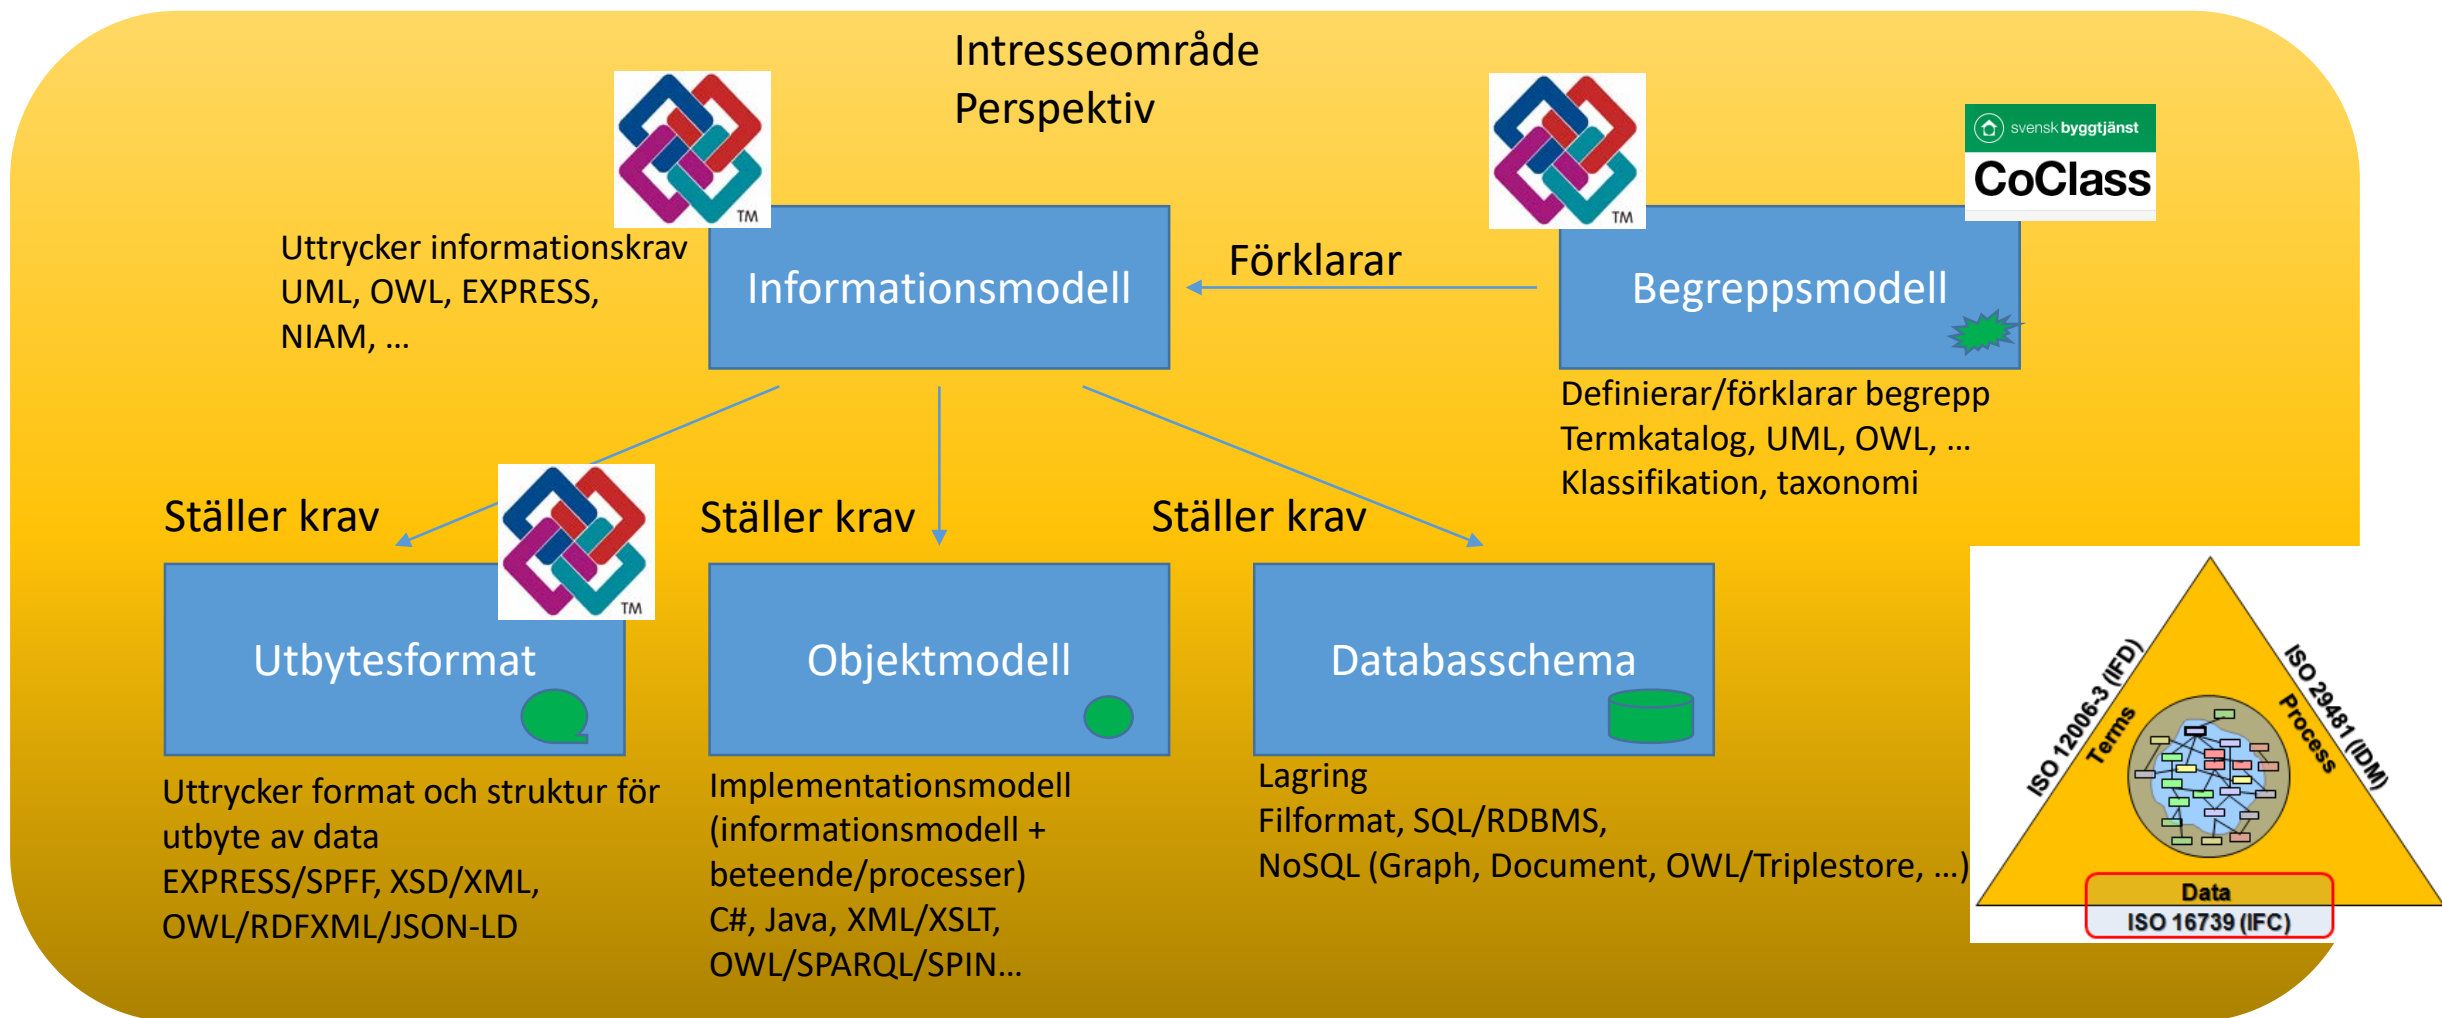 Intresseområde
Perspektiv
TM
TM
svensk byggtjänst
CoClass
Uttrycker informationskrav
UML, OWL, EXPRESS,
NIAM, ...
Informationsmodell
Förklarar
Begreppsmodell
Definierar/förklarar begrepp
Termkatalog, UML, OWL, ...
Klassifikation, taxonomi
Ställer krav
TM
Ställer krav
Ställer krav
Utbytesformat
Objektmodell
Databasschema
Uttrycker format och struktur för
utbyte av data
EXPRESS/SPFF, XSD/XML,
OWL/RDFXML/JSON-LD
Implementationsmodell
(informationsmodell +
beteende/processer)
C#, Java, XML/XSLT,
OWL/SPARQL/SPIN...
Lagring
Filformat, SQL/RDBMS,
NoSQL (Graph, Document, OWL/Triplestore, ...)
ISO 12006-3 (IFD)
Terms
ISO 29481 (IDM)
Process
Data
ISO 16739 (IFC)